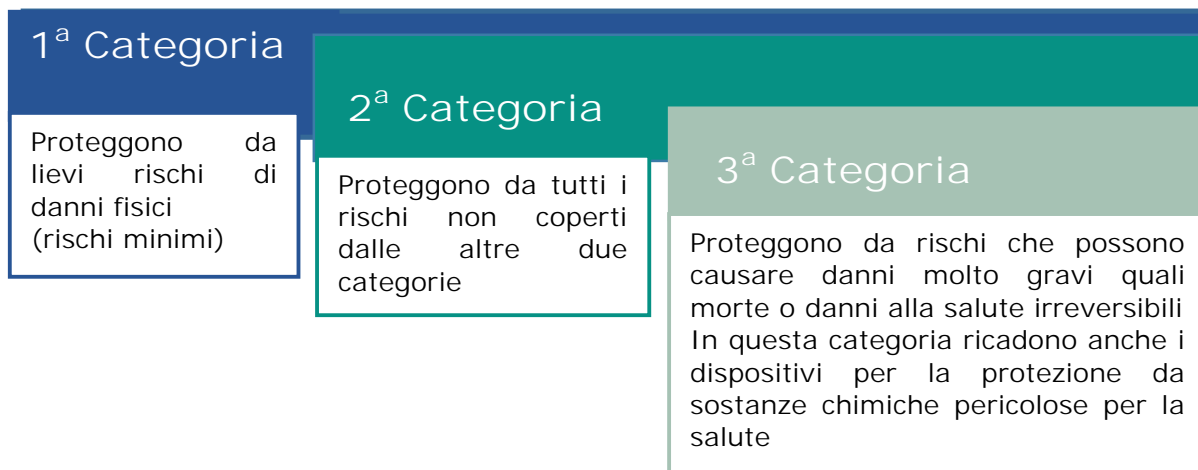 1ª Categoria
Proteggono da
lievi rischi di
danni fisici
(rischi minimi)
2ª Categoria
Proteggono da tutti i
rischi non coperti
dalle altre due
categorie
3ª Categoria
Proteggono da rischi che possono
causare danni molto gravi quali
morte o danni alla salute irreversibili
In questa categoria ricadono anche i
dispositivi per la protezione da
sostanze chimiche pericolose per la
salute